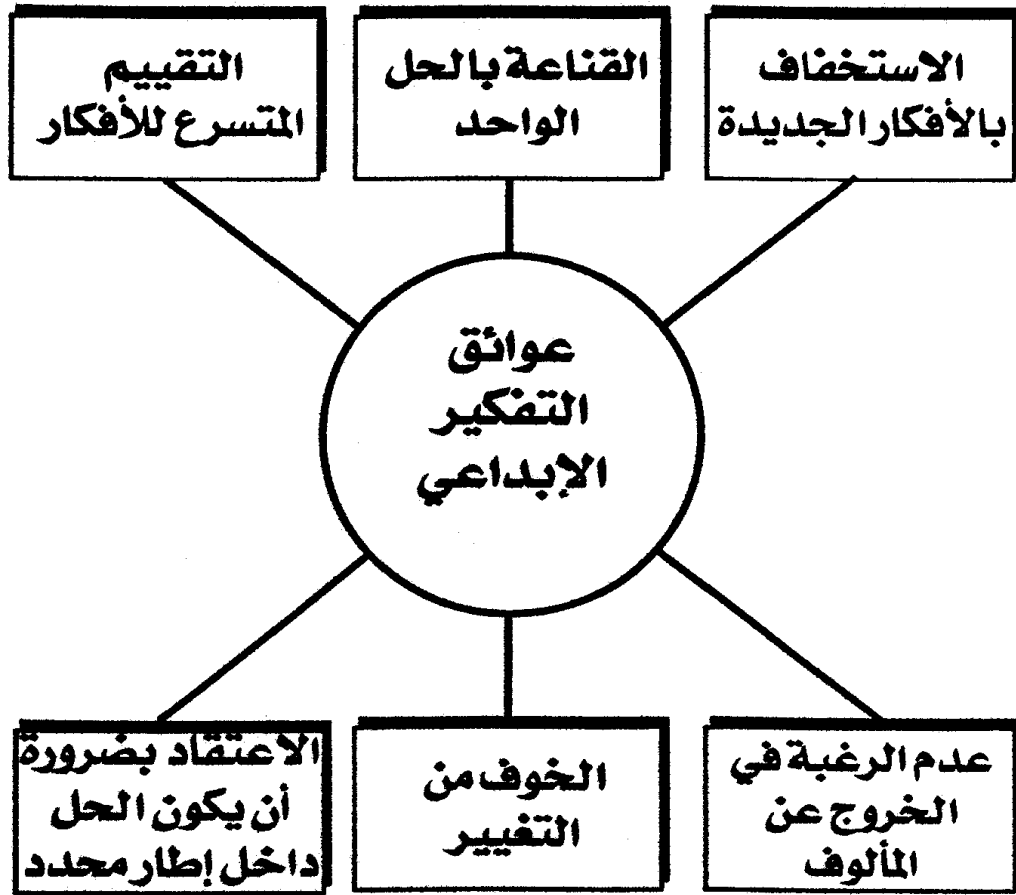 الاستخفاف
بالأفكار الجديدة
القناعة بالحل
الواحد
التقييم
المتسرع للأفكار
عوائق
التفكير
الإبداعي
عدم الرغبة في
الخروج عن
المألوف
الخوف من
التغيير
الاعتقاد بضرورة
أن يكون الحل
داخل إطار محدد